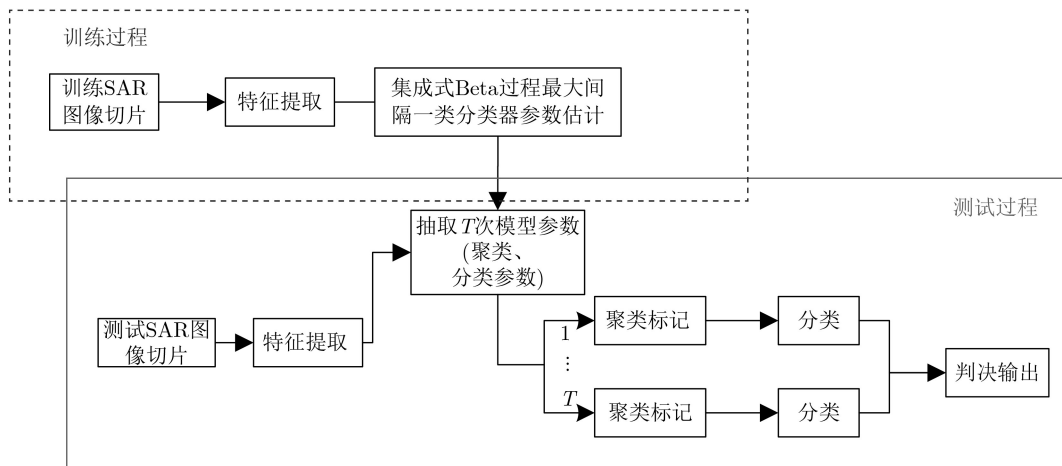 训练过程
训练SAR
图像切片
特征提取
集成式Beta过程最大间
隔一类分类器参数估计
测试过程
抽取T次模型参数
(聚类、
分类参数)
测试SAR图
像切片
特征提取
1
⋮
T
聚类标记
分类
聚类标记
分类
判决输出